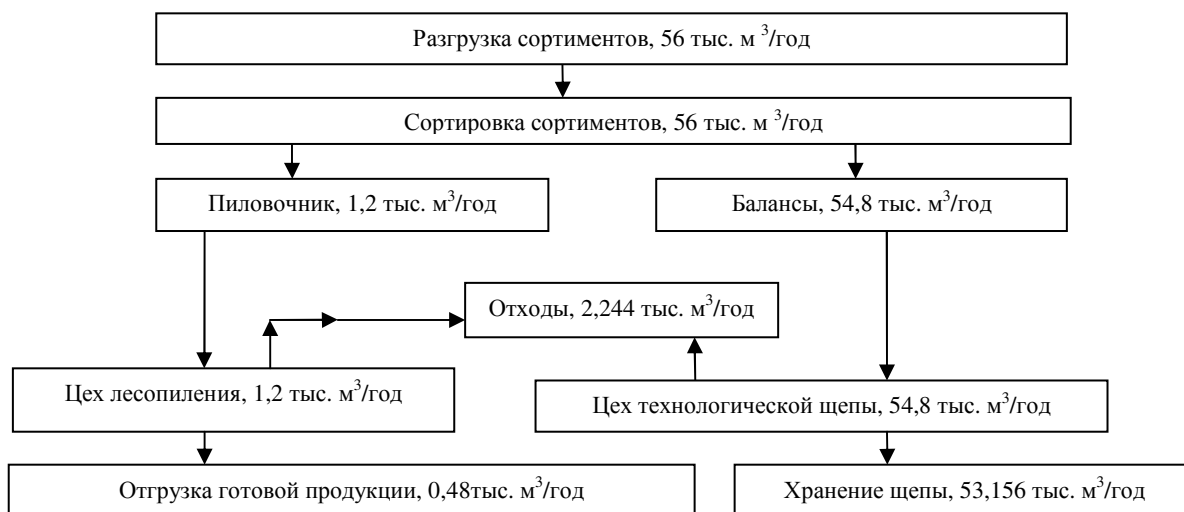 Разгрузка сортиментов, 56 тыс. м ³/год
Сортировка сортиментов, 56 тыс. м ³/год
Пиловочник, 1,2 тыс. м³/год
Балансы, 54,8 тыс. м³/год
Отходы, 2,244 тыс. м³/год
Цех лесопиления, 1,2 тыс. м³/год
Цех технологической щепы, 54,8 тыс. м³/год
Отгрузка готовой продукции, 0,48тыс. м³/год
Хранение щепы, 53,156 тыс. м³/год